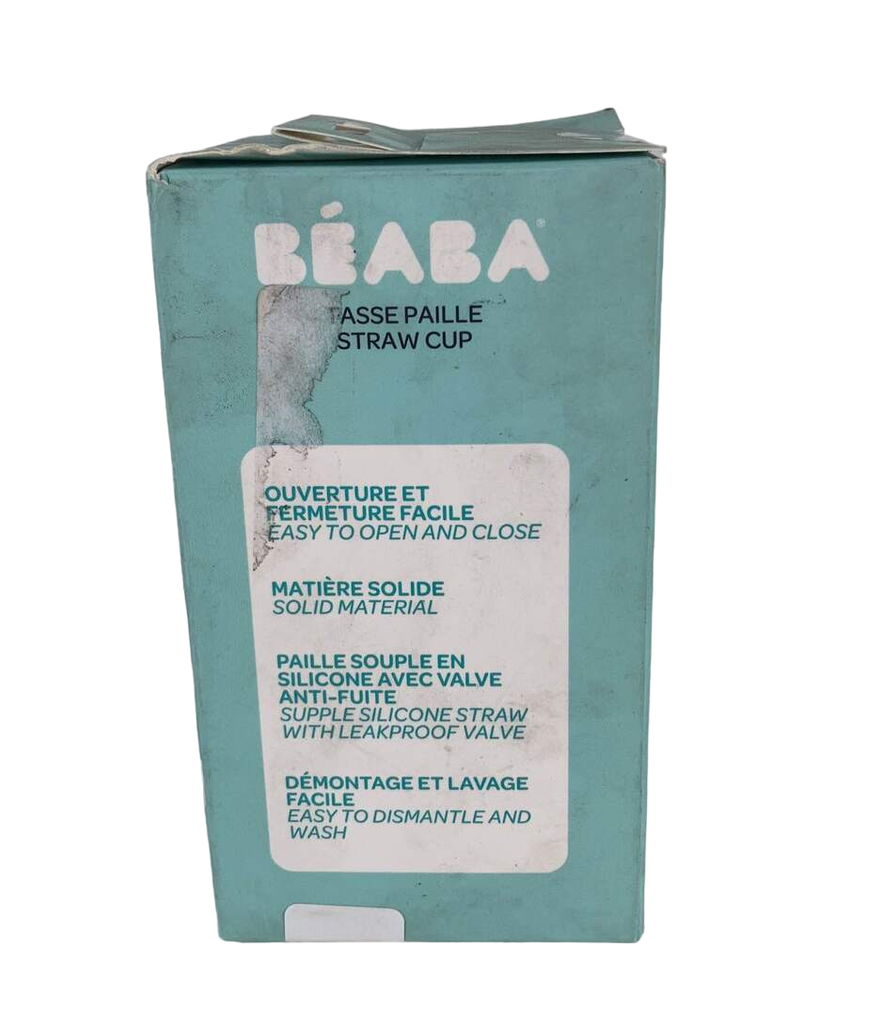 BÉABA®
TASSE PAILLE
STRAW CUP
OUVERTURE ET
FERMETURE FACILE
EASY TO OPEN AND CLOSE
MATIÈRE SOLIDE
SOLID MATERIAL
PAILLE SOUPLE EN
SILICONE AVEC VALVE
ANTI-FUITE
SUPPLE SILICONE STRAW
WITH LEAKPROOF VALVE
DÉMONTAGE ET LAVAGE
FACILE
EASY TO DISMANTLE AND
WASH